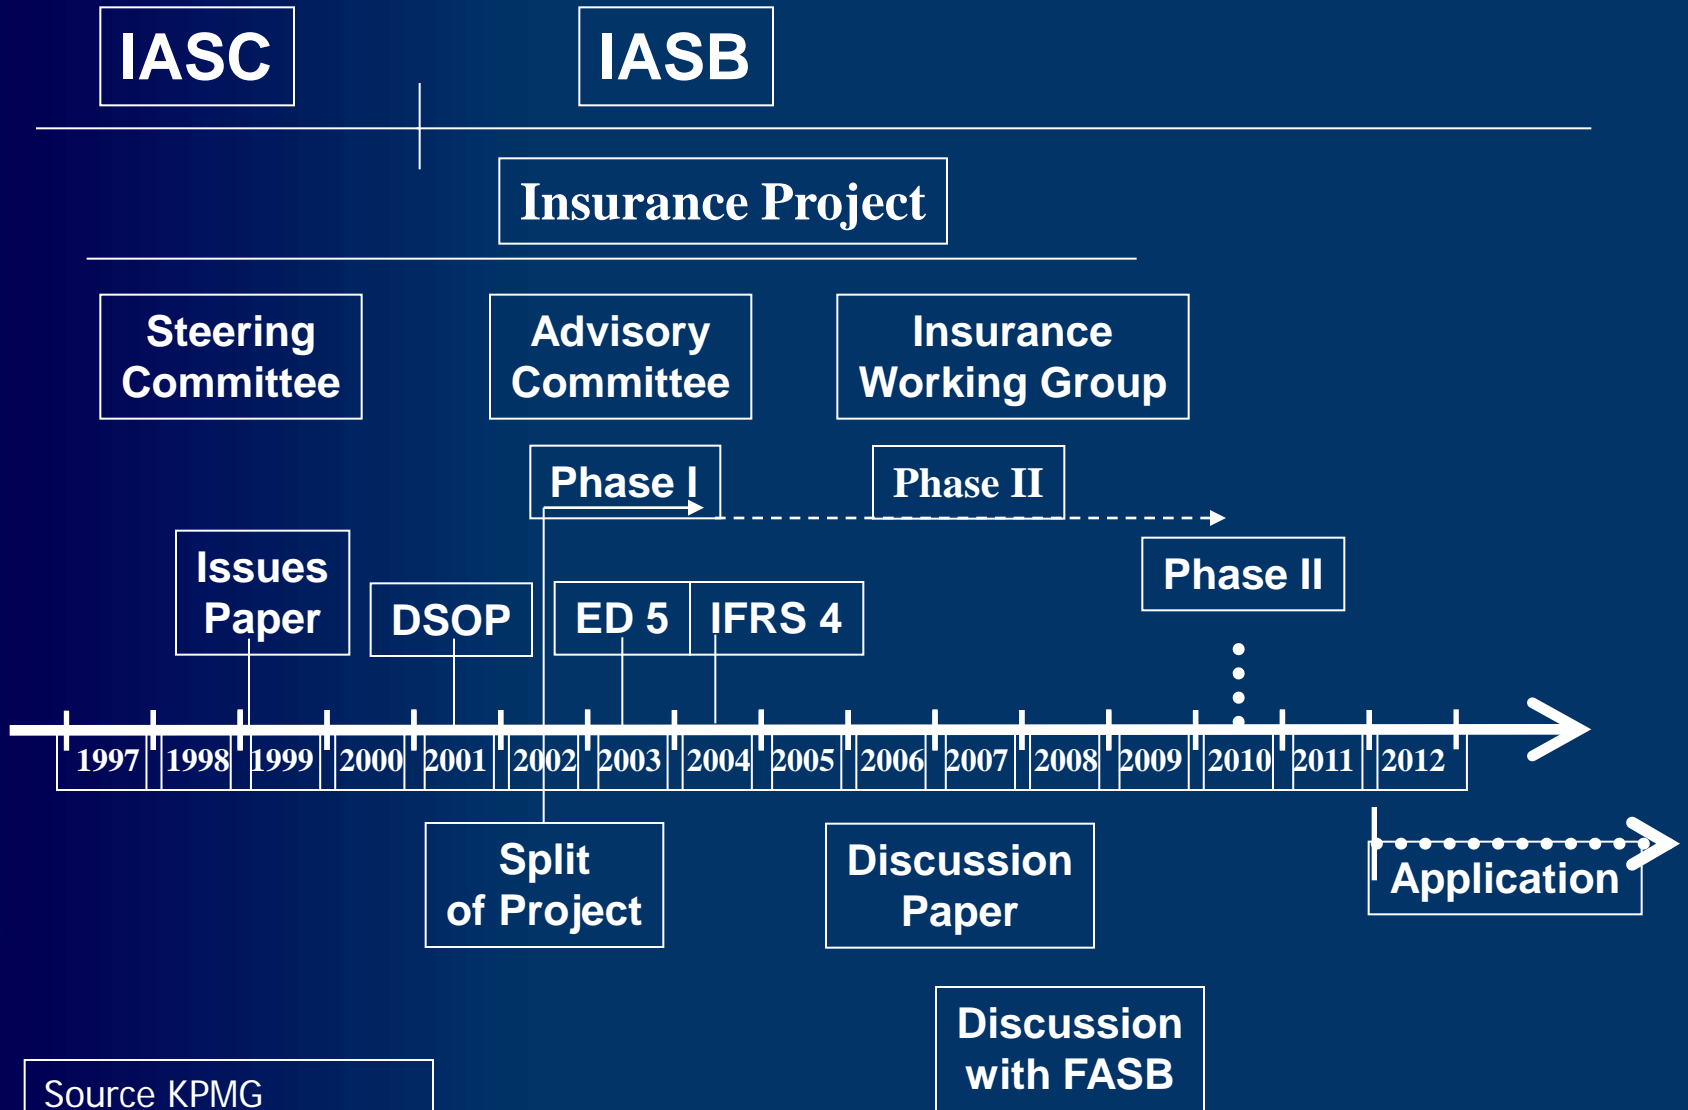 IASC
IASB
Insurance Project
Steering
Committee
Advisory
Committee
Insurance
Working Group
Phase I
Phase II
Issues
Paper
DSOP
ED 5
IFRS 4
Phase II
1997 1998 1999 2000 2001 2002 2003 2004 2005 2006 2007 2008 2009 2010 2011 2012
Split
of Project
Discussion
Paper
Application
Discussion
with FASB
Source KPMG